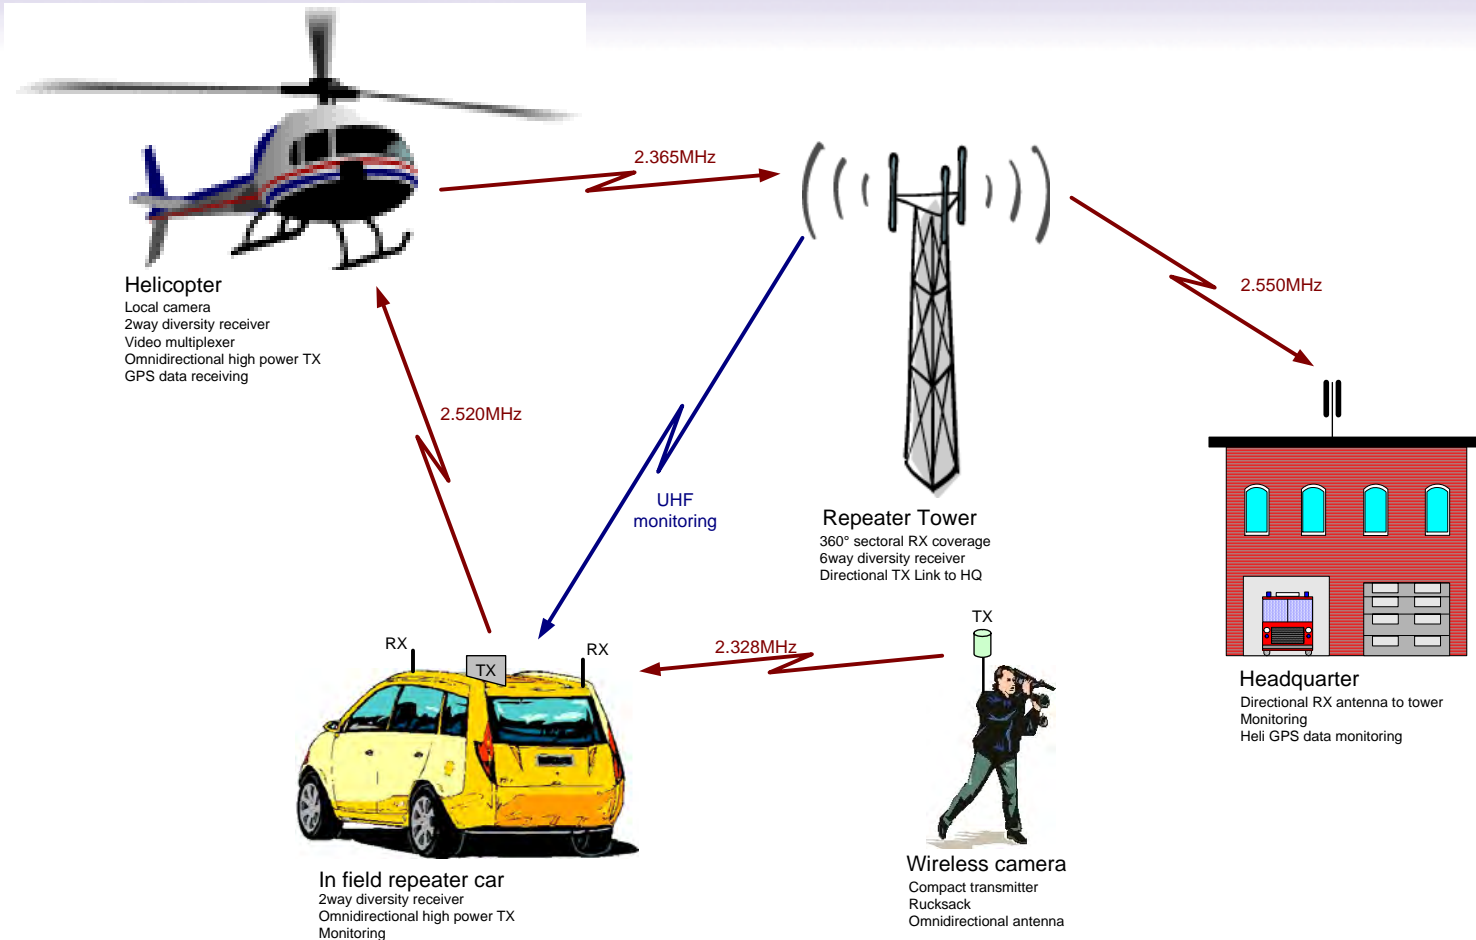 2.365MHz
Helicopter
Local camera
2way diversity receiver
Video multiplexer
Omnidirectional high power TX
GPS data receiving
2.550MHz
2.520MHz
UHF
monitoring
Repeater Tower
360° sectoral RX coverage
6way diversity receiver
Directional TX Link to HQ
TX
RX
TX
RX
2.328MHz
Headquarter
Directional RX antenna to tower
Monitoring
Heli GPS data monitoring
In field repeater car
2way diversity receiver
Omnidirectional high power TX
Monitoring
Wireless camera
Compact transmitter
Rucksack
Omnidirectional antenna